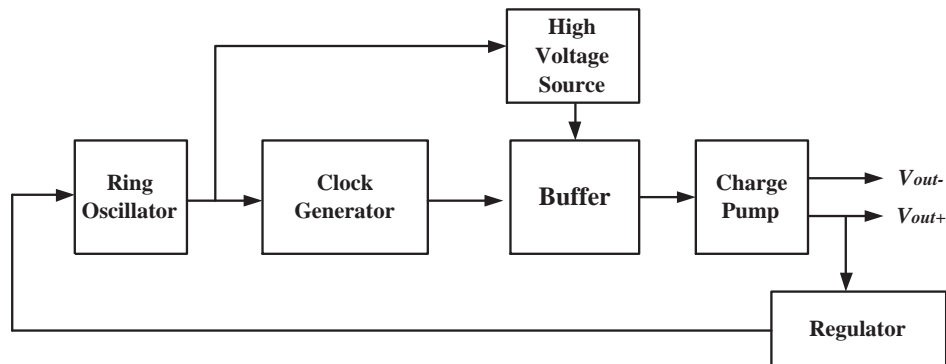 High
Voltage
Source
Ring
Oscillator
Clock
Generator
Buffer
Charge
Pump
Vout-
Vout+
Regulator